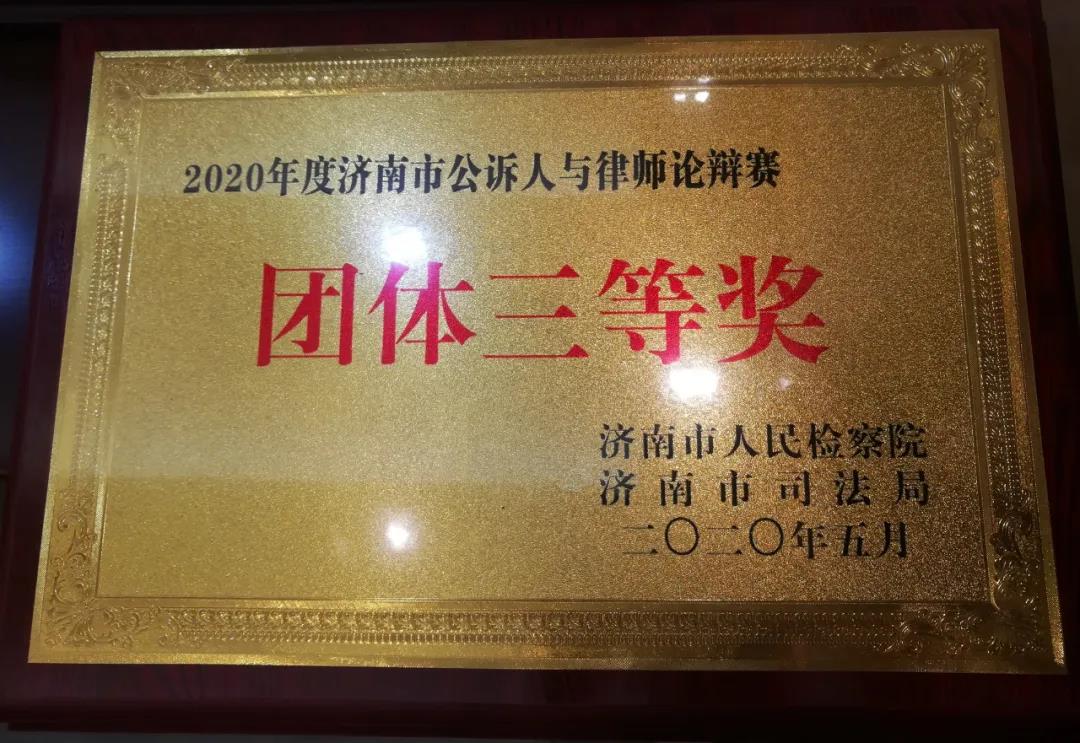 2020年度济南市公诉人与律师论辩赛
团体三等奖
济南市人民检察院
济南市司法局
二〇二〇年五月